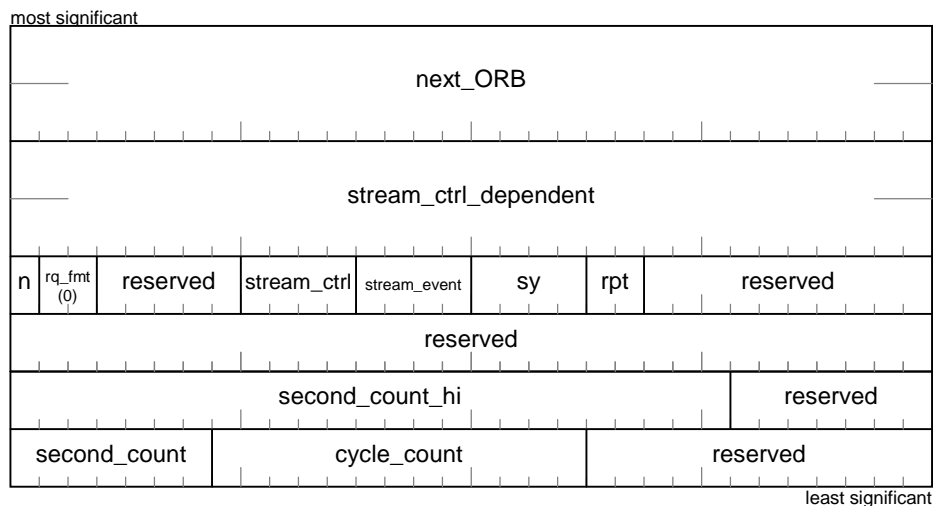 most significant
next_ORB
stream_ctrl_dependent
n rq_fmt (0) reserved stream_ctrl stream_event sy rpt reserved
reserved
second_count_hi reserved
second_count cycle_count reserved
least significant